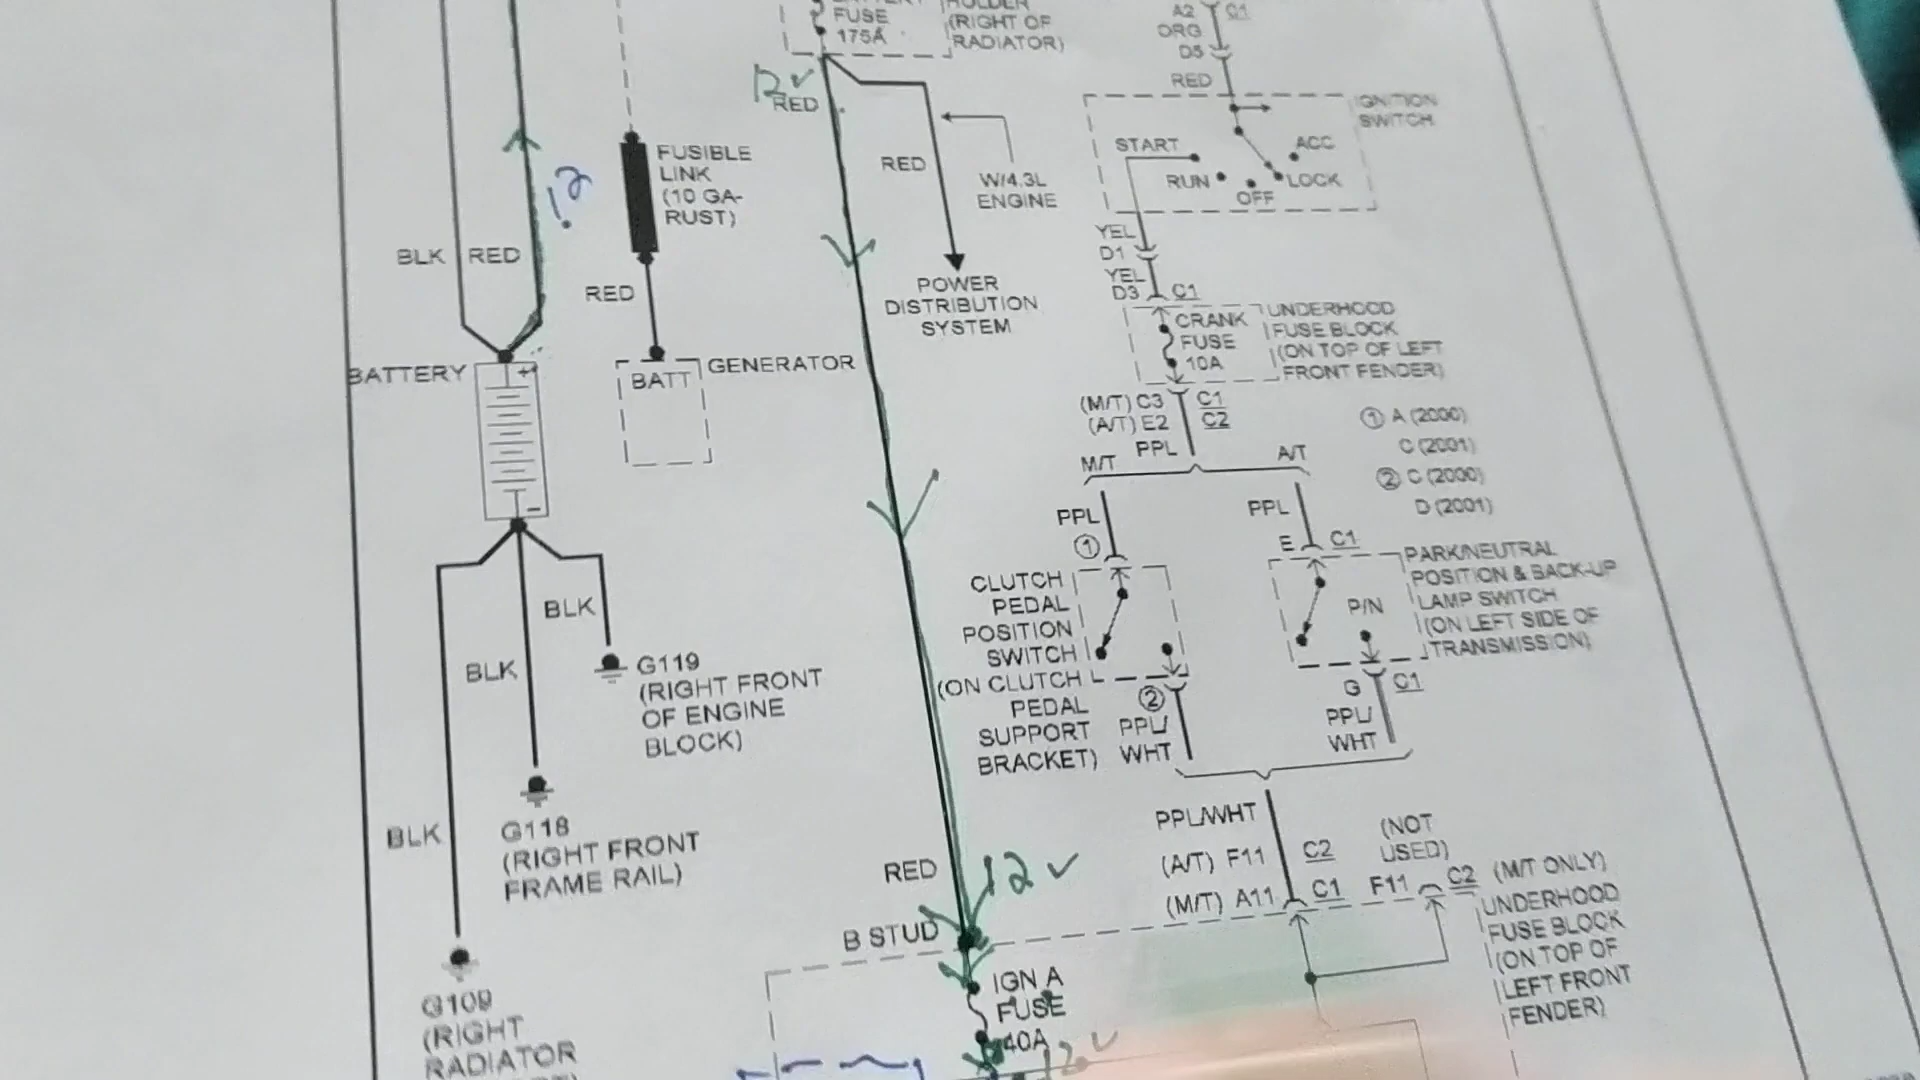 FUSE
175A
HOLDER
(RIGHT OF
RADIATOR)
A2 C1
ORG
D5
RED
12v
RED
IGNITION
SWITCH
START
ACC
RUN
LOCK
OFF
FUSIBLE
LINK
(10 GA-
RUST)
RED
W/4.3L
ENGINE
12
BLK
RED
YEL
D1
YEL
D3 C1
RED
POWER
DISTRIBUTION
SYSTEM
CRANK
FUSE
10A
UNDERHOOD
FUSE BLOCK
(ON TOP OF LEFT
FRONT FENDER)
BATTERY
+
BATT
GENERATOR
(M/T) C3 C1
(A/T) E2 C2
PPL
① A (2000)
C (2001)
② C (2000)
D (2001)
M/T
A/T
PPL
①
PPL
E C1
-
CLUTCH
PEDAL
POSITION
SWITCH
(ON CLUTCH
PEDAL
SUPPORT
BRACKET)
P/N
PARK/NEUTRAL
POSITION & BACK-UP
LAMP SWITCH
(ON LEFT SIDE OF
TRANSMISSION)
BLK
BLK
G119
(RIGHT FRONT
OF ENGINE
BLOCK)
②
PPL/
WHT
G C1
PPL/
WHT
BLK
G118
(RIGHT FRONT
FRAME RAIL)
PPL/WHT
(A/T) F11 C2
(M/T) A11 C1
(NOT
USED)
F11 C2 (M/T ONLY)
RED
12v
B STUD
UNDERHOOD
FUSE BLOCK
(ON TOP OF
LEFT FRONT
FENDER)
IGN A
FUSE
40A
12v
G109
(RIGHT
RADIATOR